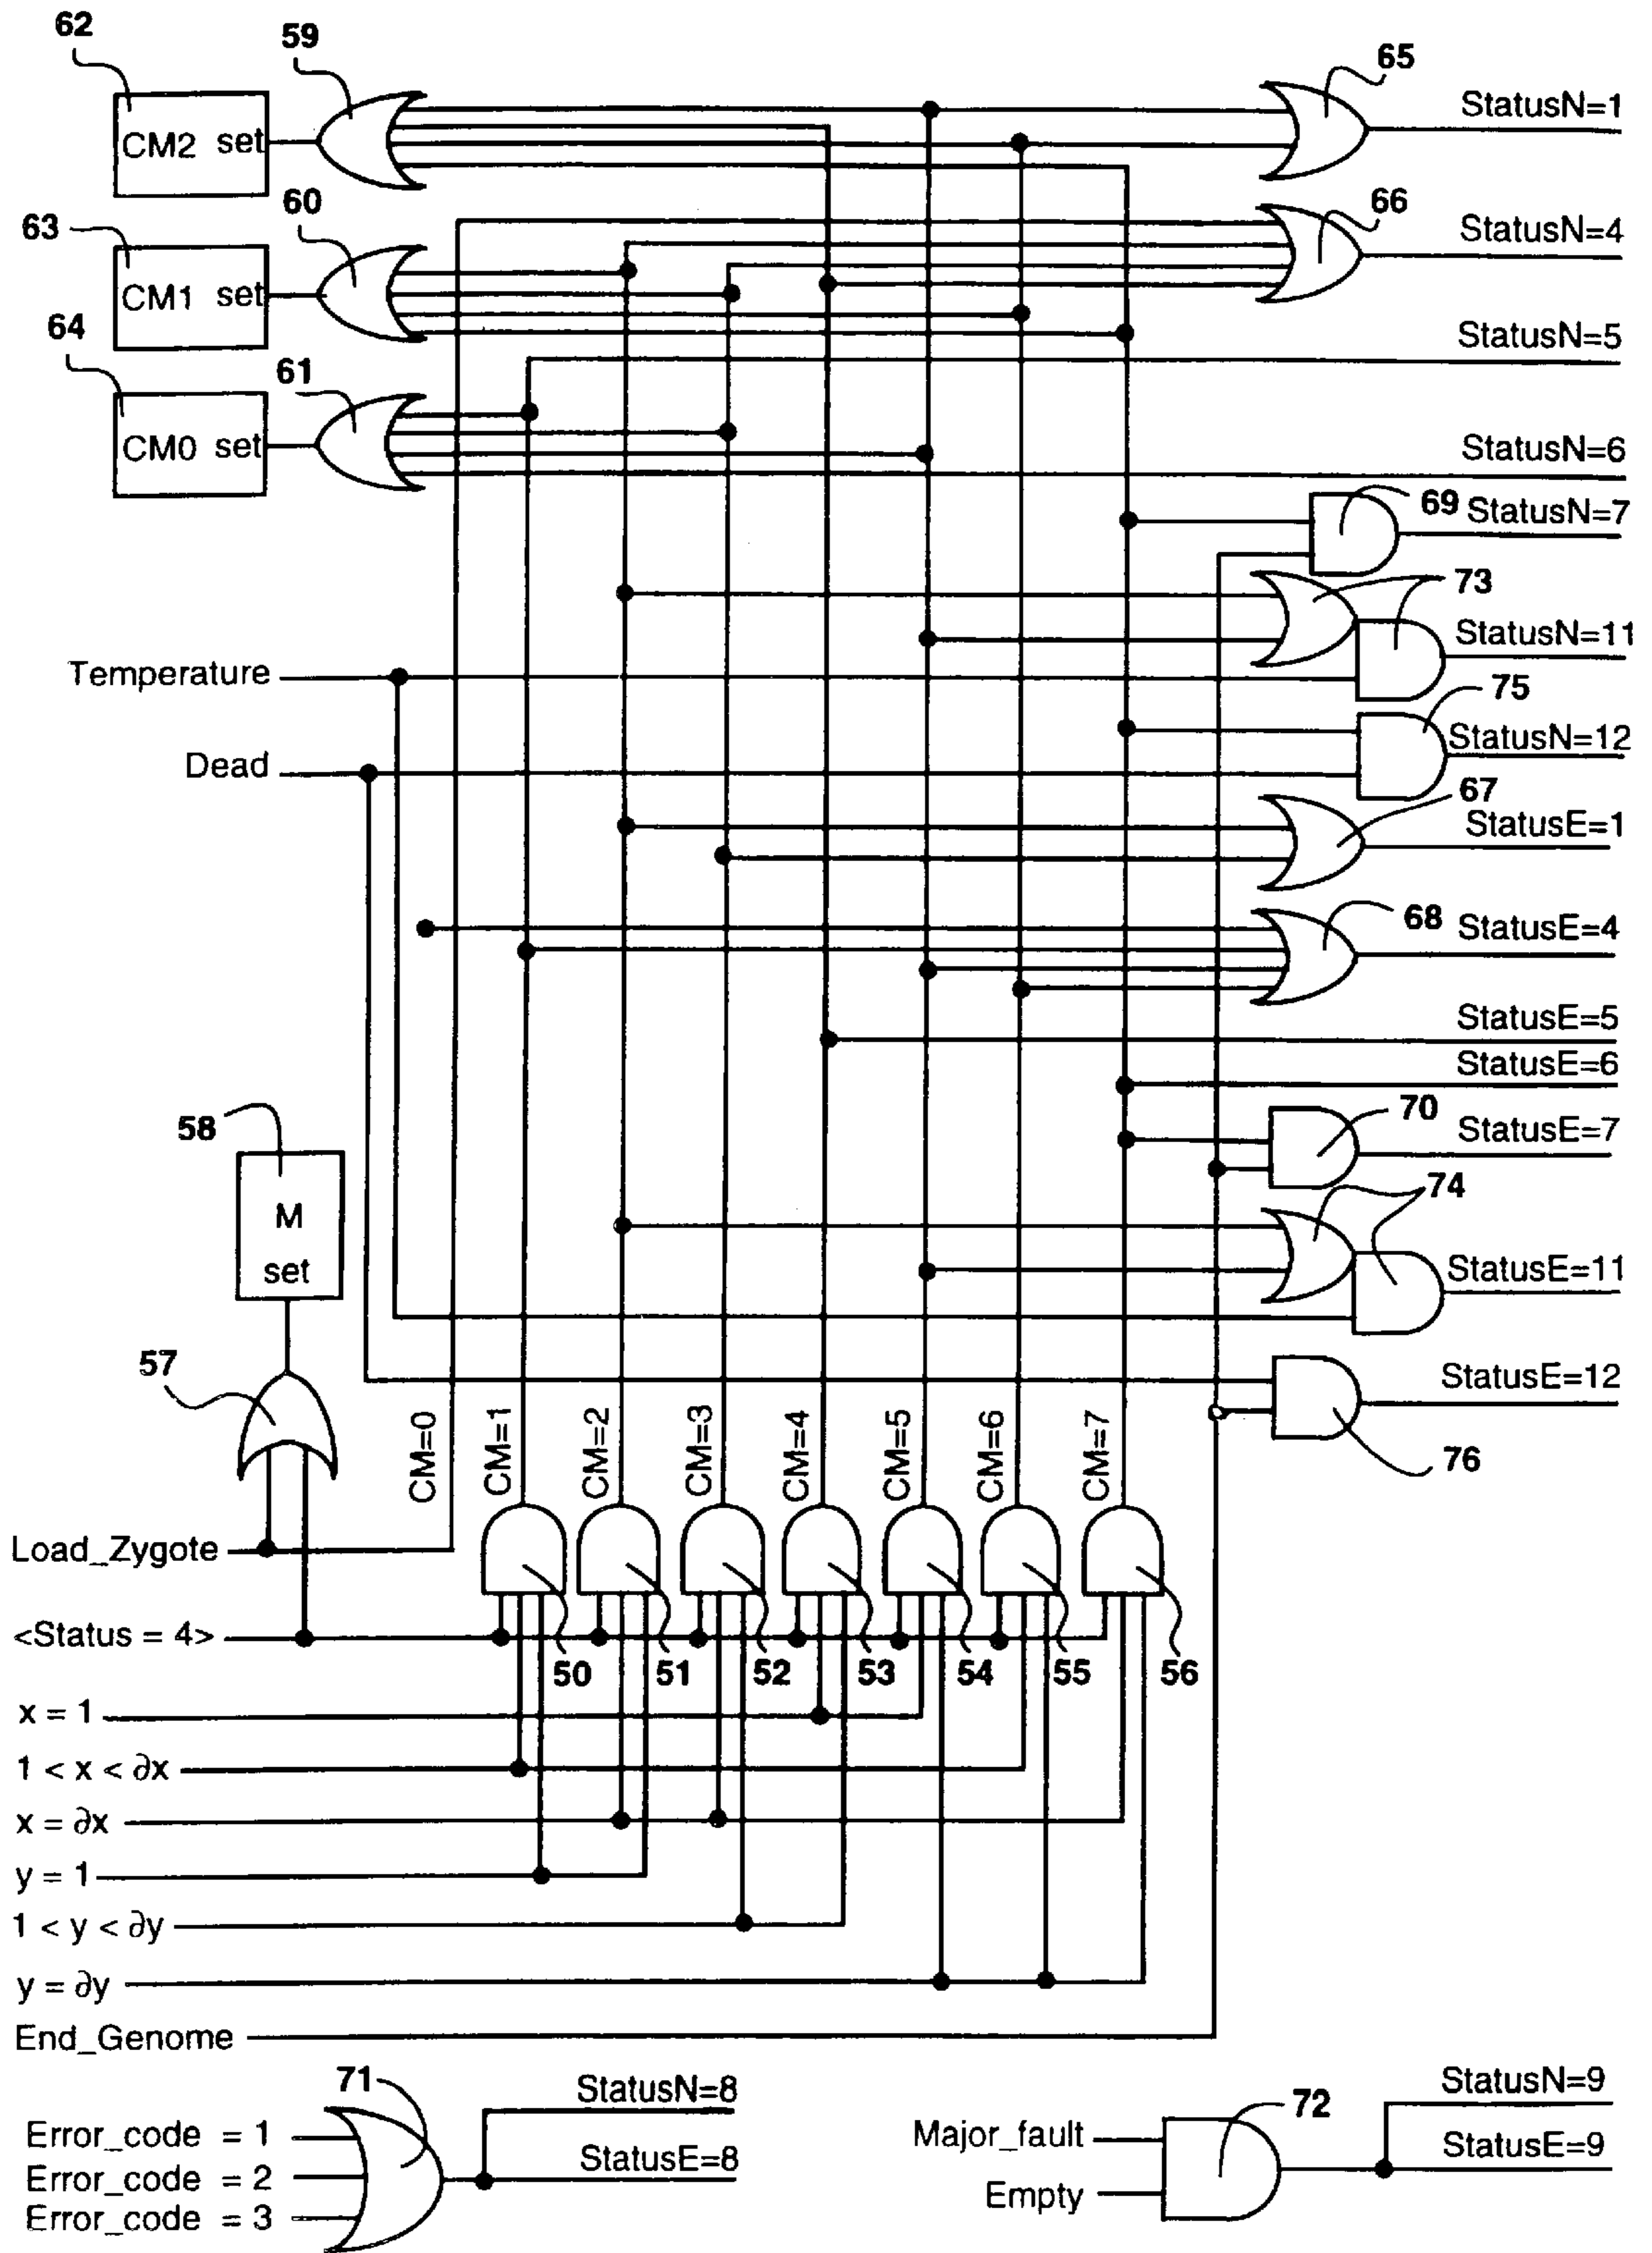 62
59
65
StatusN=1
CM2 set
60
66
63
StatusN=4
CM1 set
64
StatusN=5
61
CM0 set
StatusN=6
69
StatusN=7
73
StatusN=11
Temperature
75
StatusN=12
Dead
67
StatusE=1
68
StatusE=4
StatusE=5
StatusE=6
70
StatusE=7
58
M
set
74
StatusE=11
57
StatusE=12
CM=0
CM=1
CM=2
CM=3
CM=4
CM=5
CM=6
CM=7
76
Load_Zygote
<Status = 4>
50
51
52
53
54
55
56
x = 1
1 < x < ∂x
x = ∂x
y = 1
1 < y < ∂y
y = ∂y
End_Genome
71
StatusN=8
Error_code = 1
Error_code = 2
Error_code = 3
StatusE=8
72
StatusN=9
Major_fault
StatusE=9
Empty